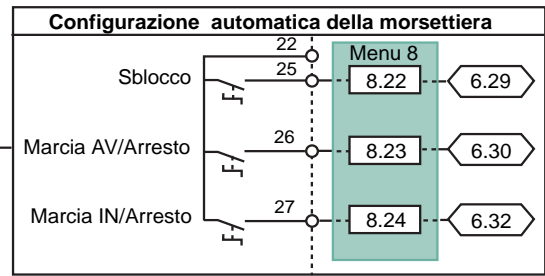 Configurazione automatica della morsettiera
22
Menu 8
Sblocco 25 8.22 6.29
Marcia AV/Arresto 26 8.23 6.30
Marcia IN/Arresto 27 8.24 6.32